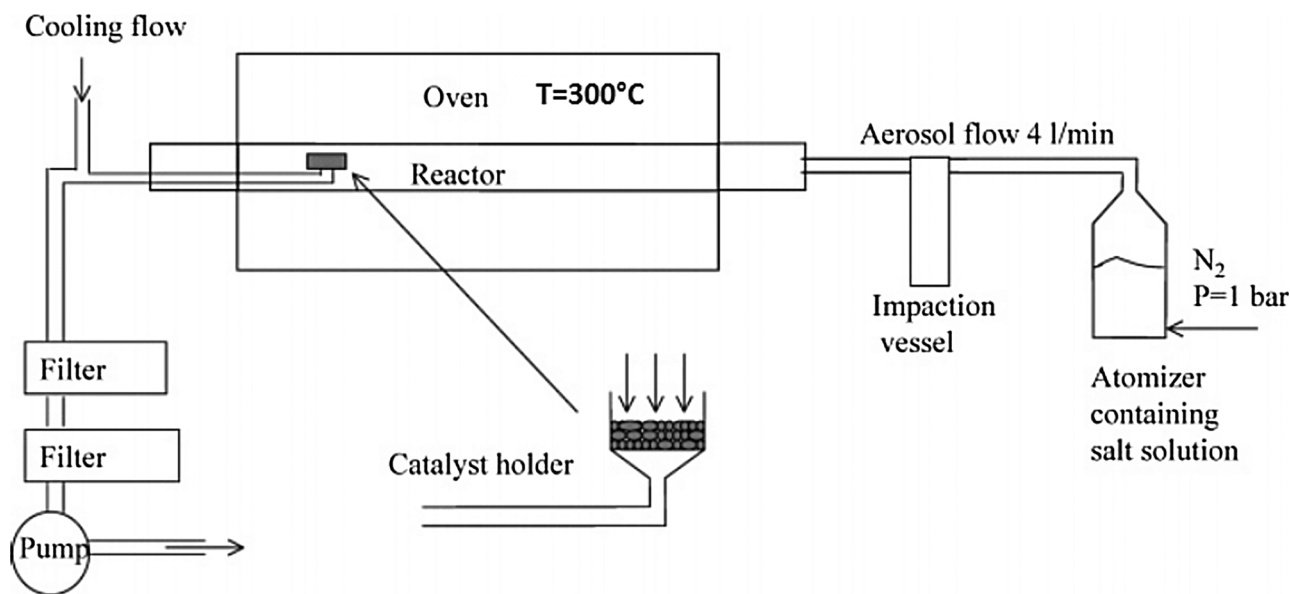 Cooling flow
Oven T=300°C
Aerosol flow 4 l/min
Reactor
N2
P=1 bar
Impaction
vessel
Filter
Atomizer
containing
salt solution
Filter
Catalyst holder
Pump